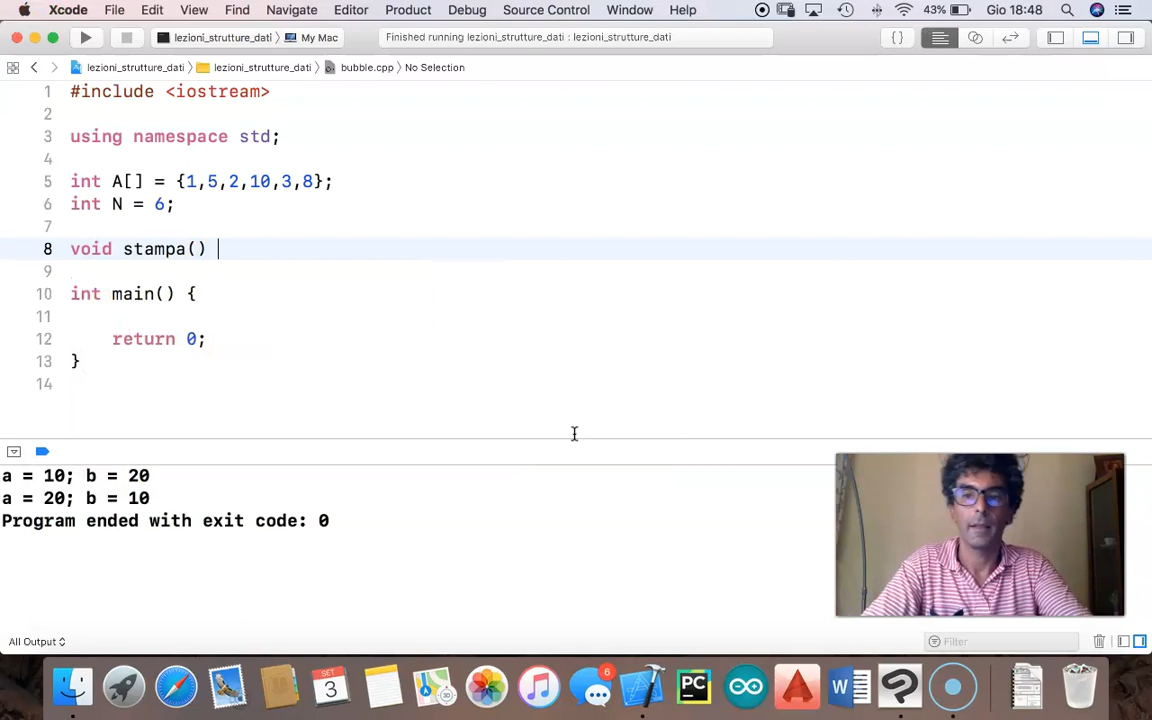 Xcode File Edit View Find Navigate Editor Product Debug Source Control Window Help 43% Gio 18:48
lezioni_strutture_dati My Mac Finished running lezioni_strutture_dati : lezioni_strutture_dati {}
lezioni_strutture_dati lezioni_strutture_dati bubble.cpp No Selection
1 #include <iostream>
2
3 using namespace std;
4
5 int A[] = {1,5,2,10,3,8};
6 int N = 6;
7
8 void stampa()
9
10 int main() {
11
12 return 0;
13 }
14
a = 10; b = 20
a = 20; b = 10
Program ended with exit code: 0
All Output Filter
SET
3
6
PC
W